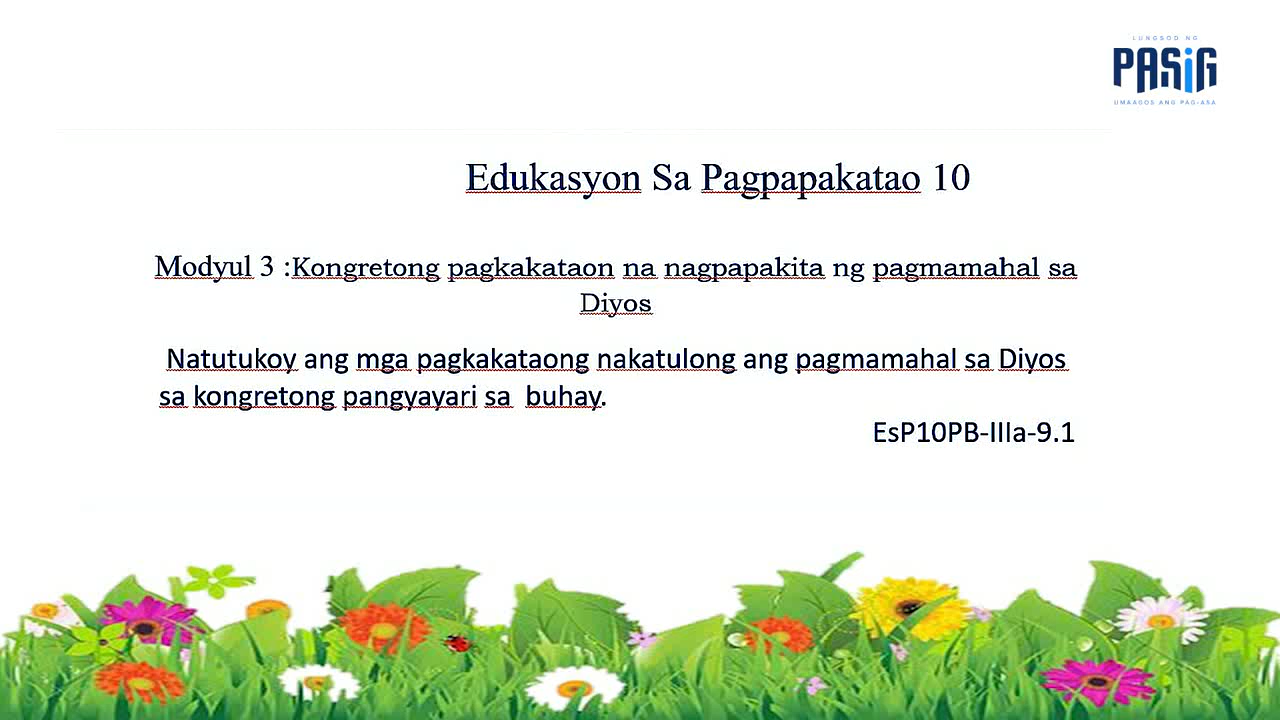 LUNGSOD NG
PASiG
UMAAGOS ANG PAG-ASA
Edukasyon Sa Pagpapakatao 10
Modyul 3 :Kongretong pagkakataon na nagpapakita ng pagmamahal sa
Diyos
Natutukoy ang mga pagkakataong nakatulong ang pagmamahal sa Diyos
sa kongretong pangyayari sa buhay.
EsP10PB-IIIa-9.1